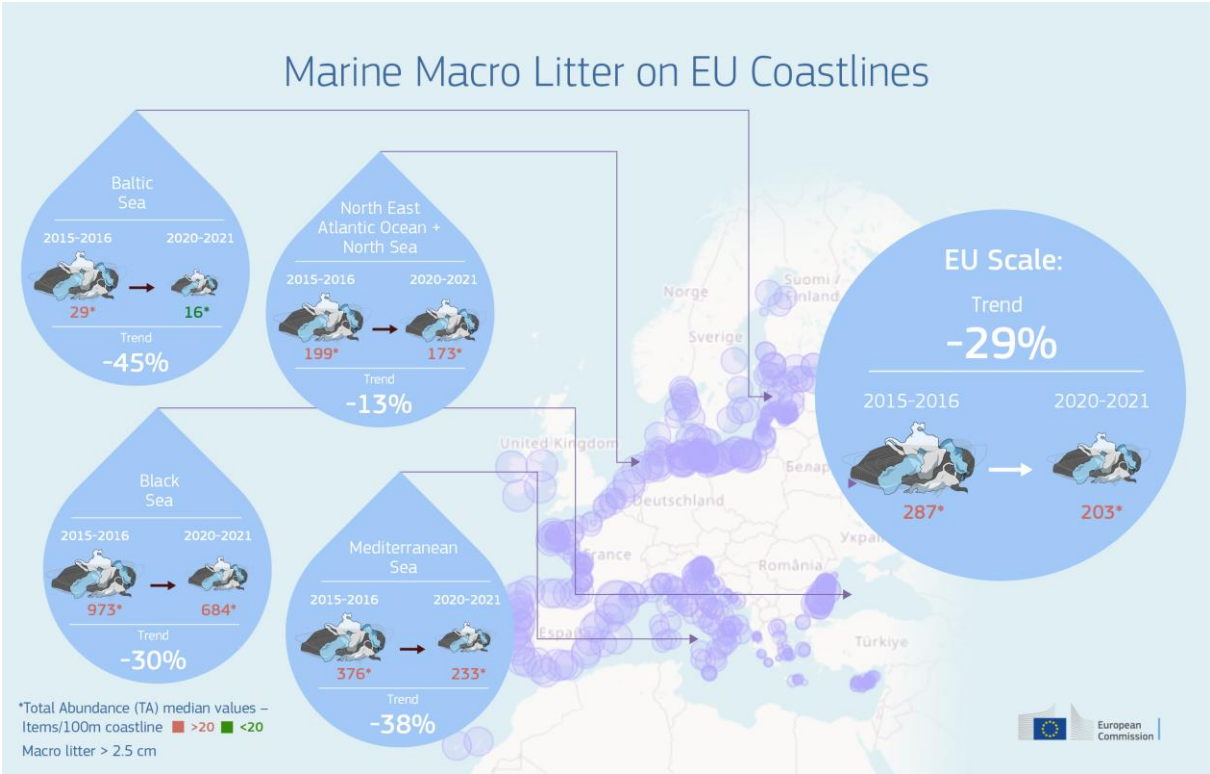 Marine Macro Litter on EU Coastlines
Baltic
Sea
2015-2016 2020-2021
29* 16*
Trend
-45%
North East
Atlantic Ocean +
North Sea
2015-2016 2020-2021
199* 173*
Trend
-13%
Black
Sea
2015-2016 2020-2021
973* 684*
Trend
-30%
Mediterranean
Sea
2015-2016 2020-2021
376* 233*
Trend
-38%
EU Scale:
Trend
-29%
2015-2016 2020-2021
287* 203*
Norge
Suomi /
Finland
Sverige
United Kingdom
Deutschland
Белар
France
Украї
România
España
Türkiye
*Total Abundance (TA) median values –
Items/100m coastline >20 <20
Macro litter > 2.5 cm
European
Commission